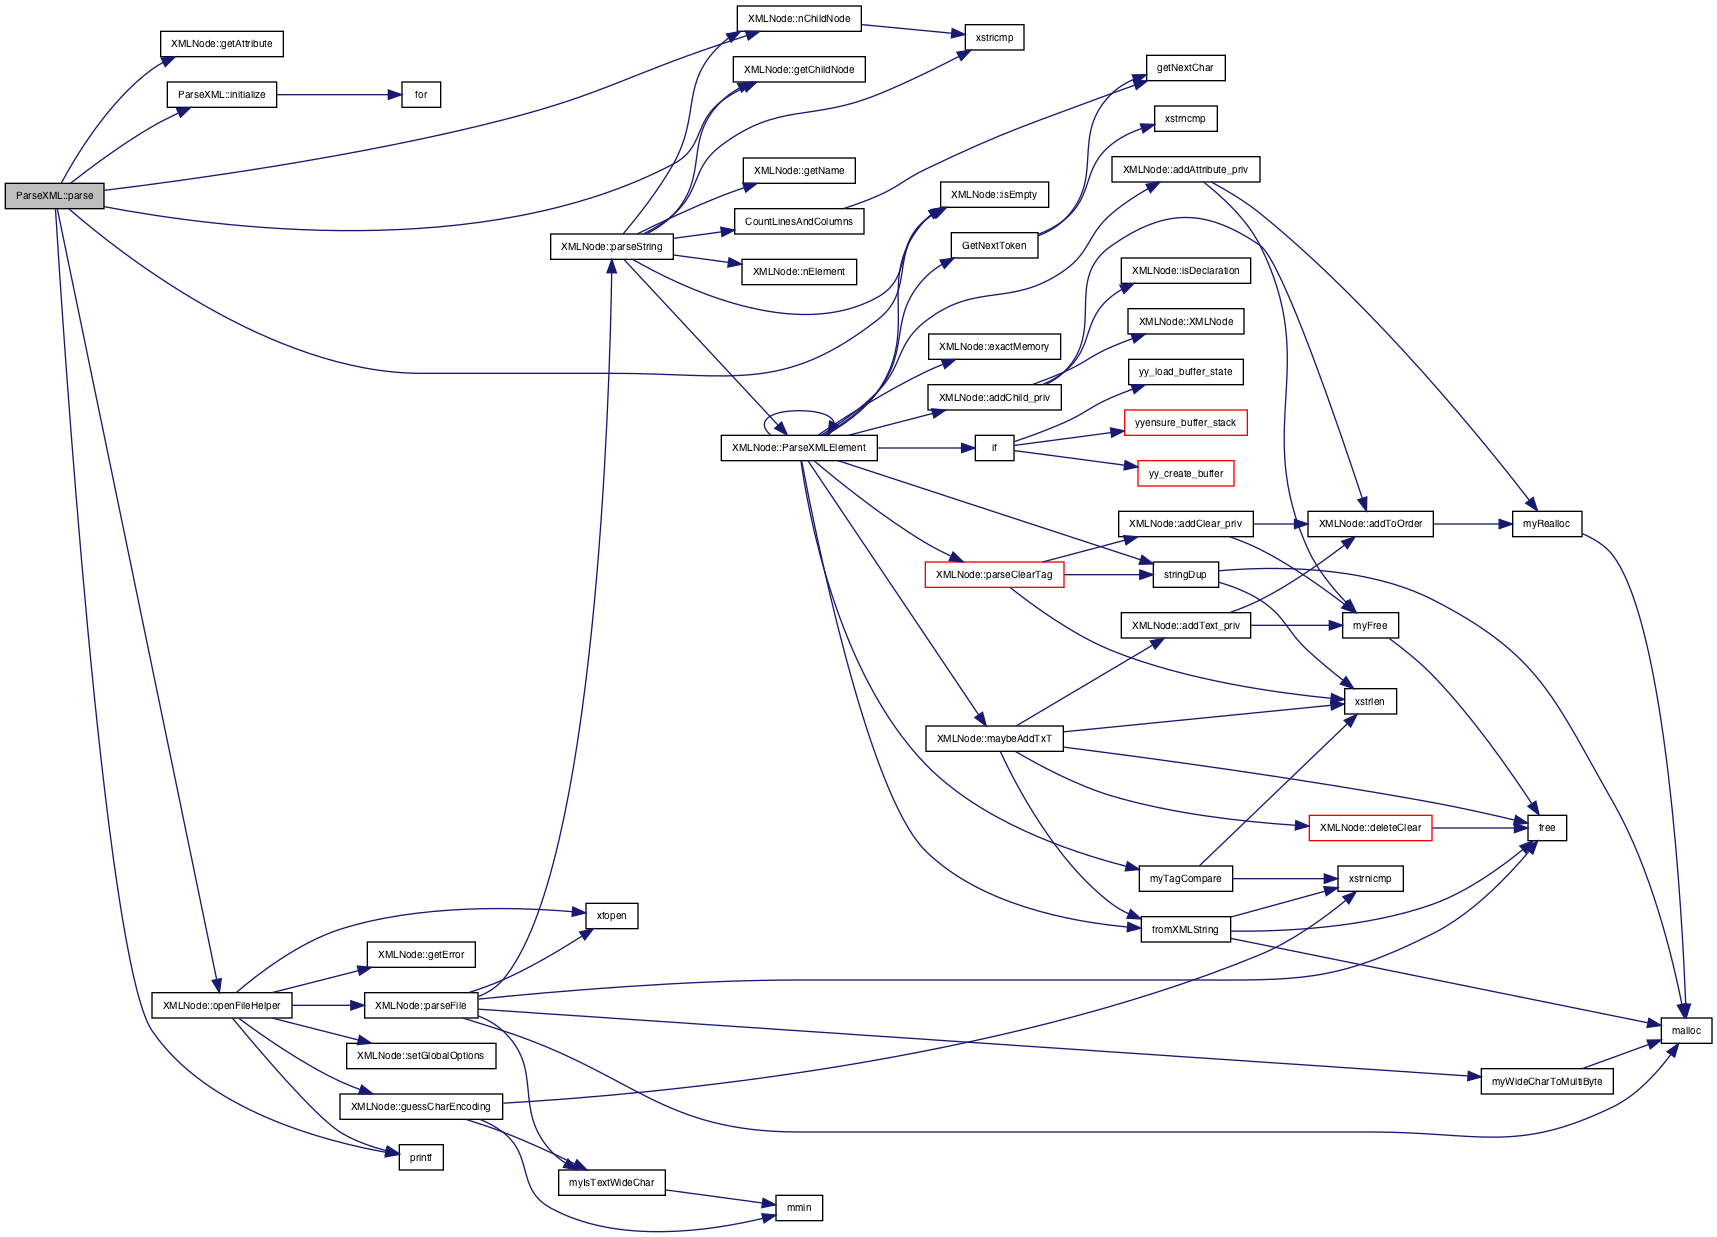 XMLNode::nChildNode
xstricmp
XMLNode::getAttribute
getNextChar
XMLNode::getChildNode
ParseXML::initialize
for
xstrncmp
XMLNode::getName
XMLNode::addAttribute_priv
ParseXML::parse
XMLNode::isEmpty
CountLinesAndColumns
XMLNode::parseString
GetNextToken
XMLNode::nElement
XMLNode::isDeclaration
XMLNode::XMLNode
XMLNode::exactMemory
yy_load_buffer_state
XMLNode::addChild_priv
yyensure_buffer_stack
XMLNode::ParseXMLElement
if
yy_create_buffer
XMLNode::addClear_priv
XMLNode::addToOrder
myRealloc
XMLNode::parseClearTag
stringDup
XMLNode::addText_priv
myFree
xstrlen
XMLNode::maybeAddTxT
XMLNode::deleteClear
free
myTagCompare
xstrnicmp
xfopen
fromXMLString
XMLNode::getError
XMLNode::openFileHelper
XMLNode::parseFile
malloc
XMLNode::setGlobalOptions
myWideCharToMultiByte
XMLNode::guessCharEncoding
printf
myIsTextWideChar
mmin